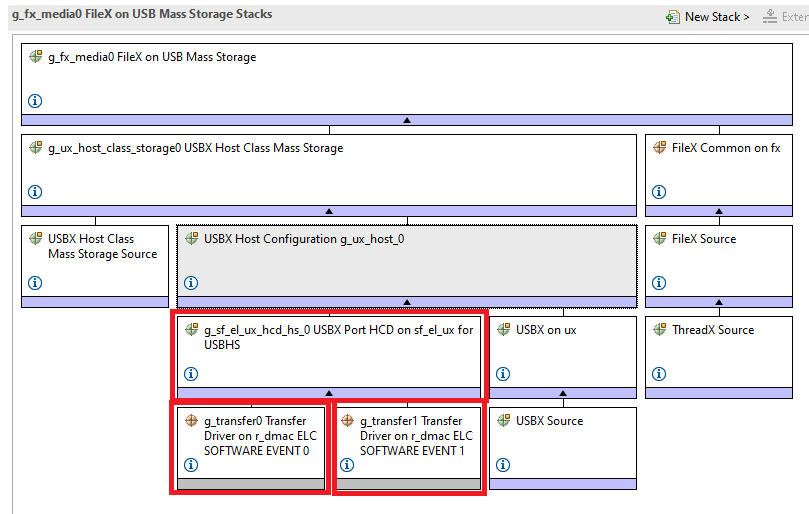 g_fx_media0 FileX on USB Mass Storage Stacks
New Stack >
g_fx_media0 FileX on USB Mass Storage
g_ux_host_class_storage0 USBX Host Class Mass Storage
FileX Common on fx
USBX Host Class
Mass Storage Source
USBX Host Configuration g_ux_host_0
FileX Source
g_sf_el_ux_hcd_hs_0 USBX Port HCD on sf_el_ux for
USBHS
USBX on ux
ThreadX Source
g_transfer0 Transfer
Driver on r_dmac ELC
SOFTWARE EVENT 0
g_transfer1 Transfer
Driver on r_dmac ELC
SOFTWARE EVENT 1
USBX Source